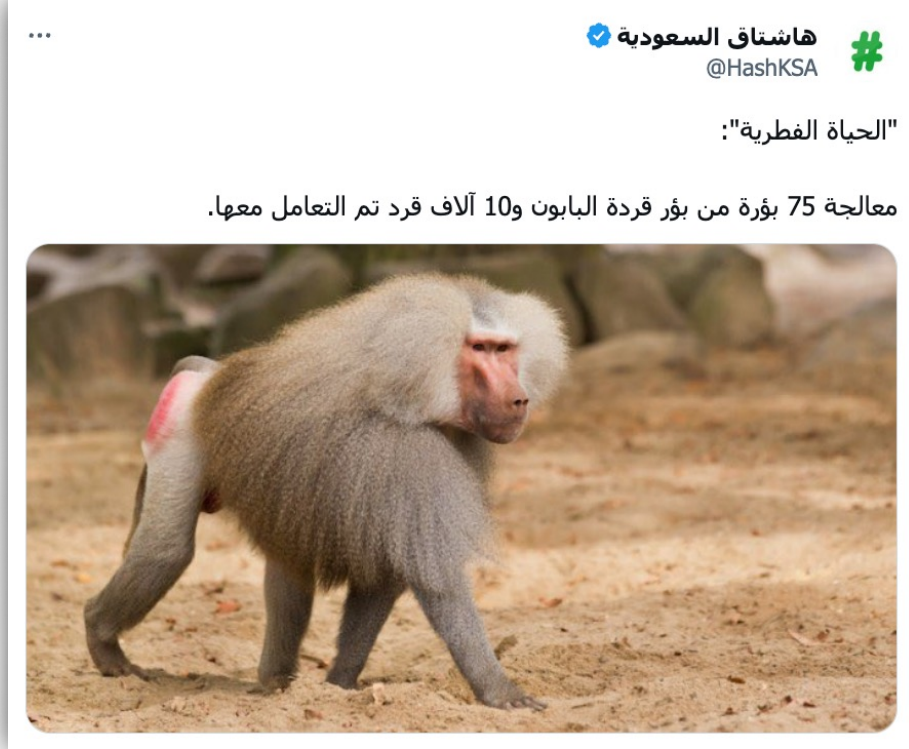 هاشتاق السعودية
@HashKSA
"الحياة الفطرية":
معالجة 75 بؤرة من بؤر قردة البابون و10 آلاف قرد تم التعامل معها.